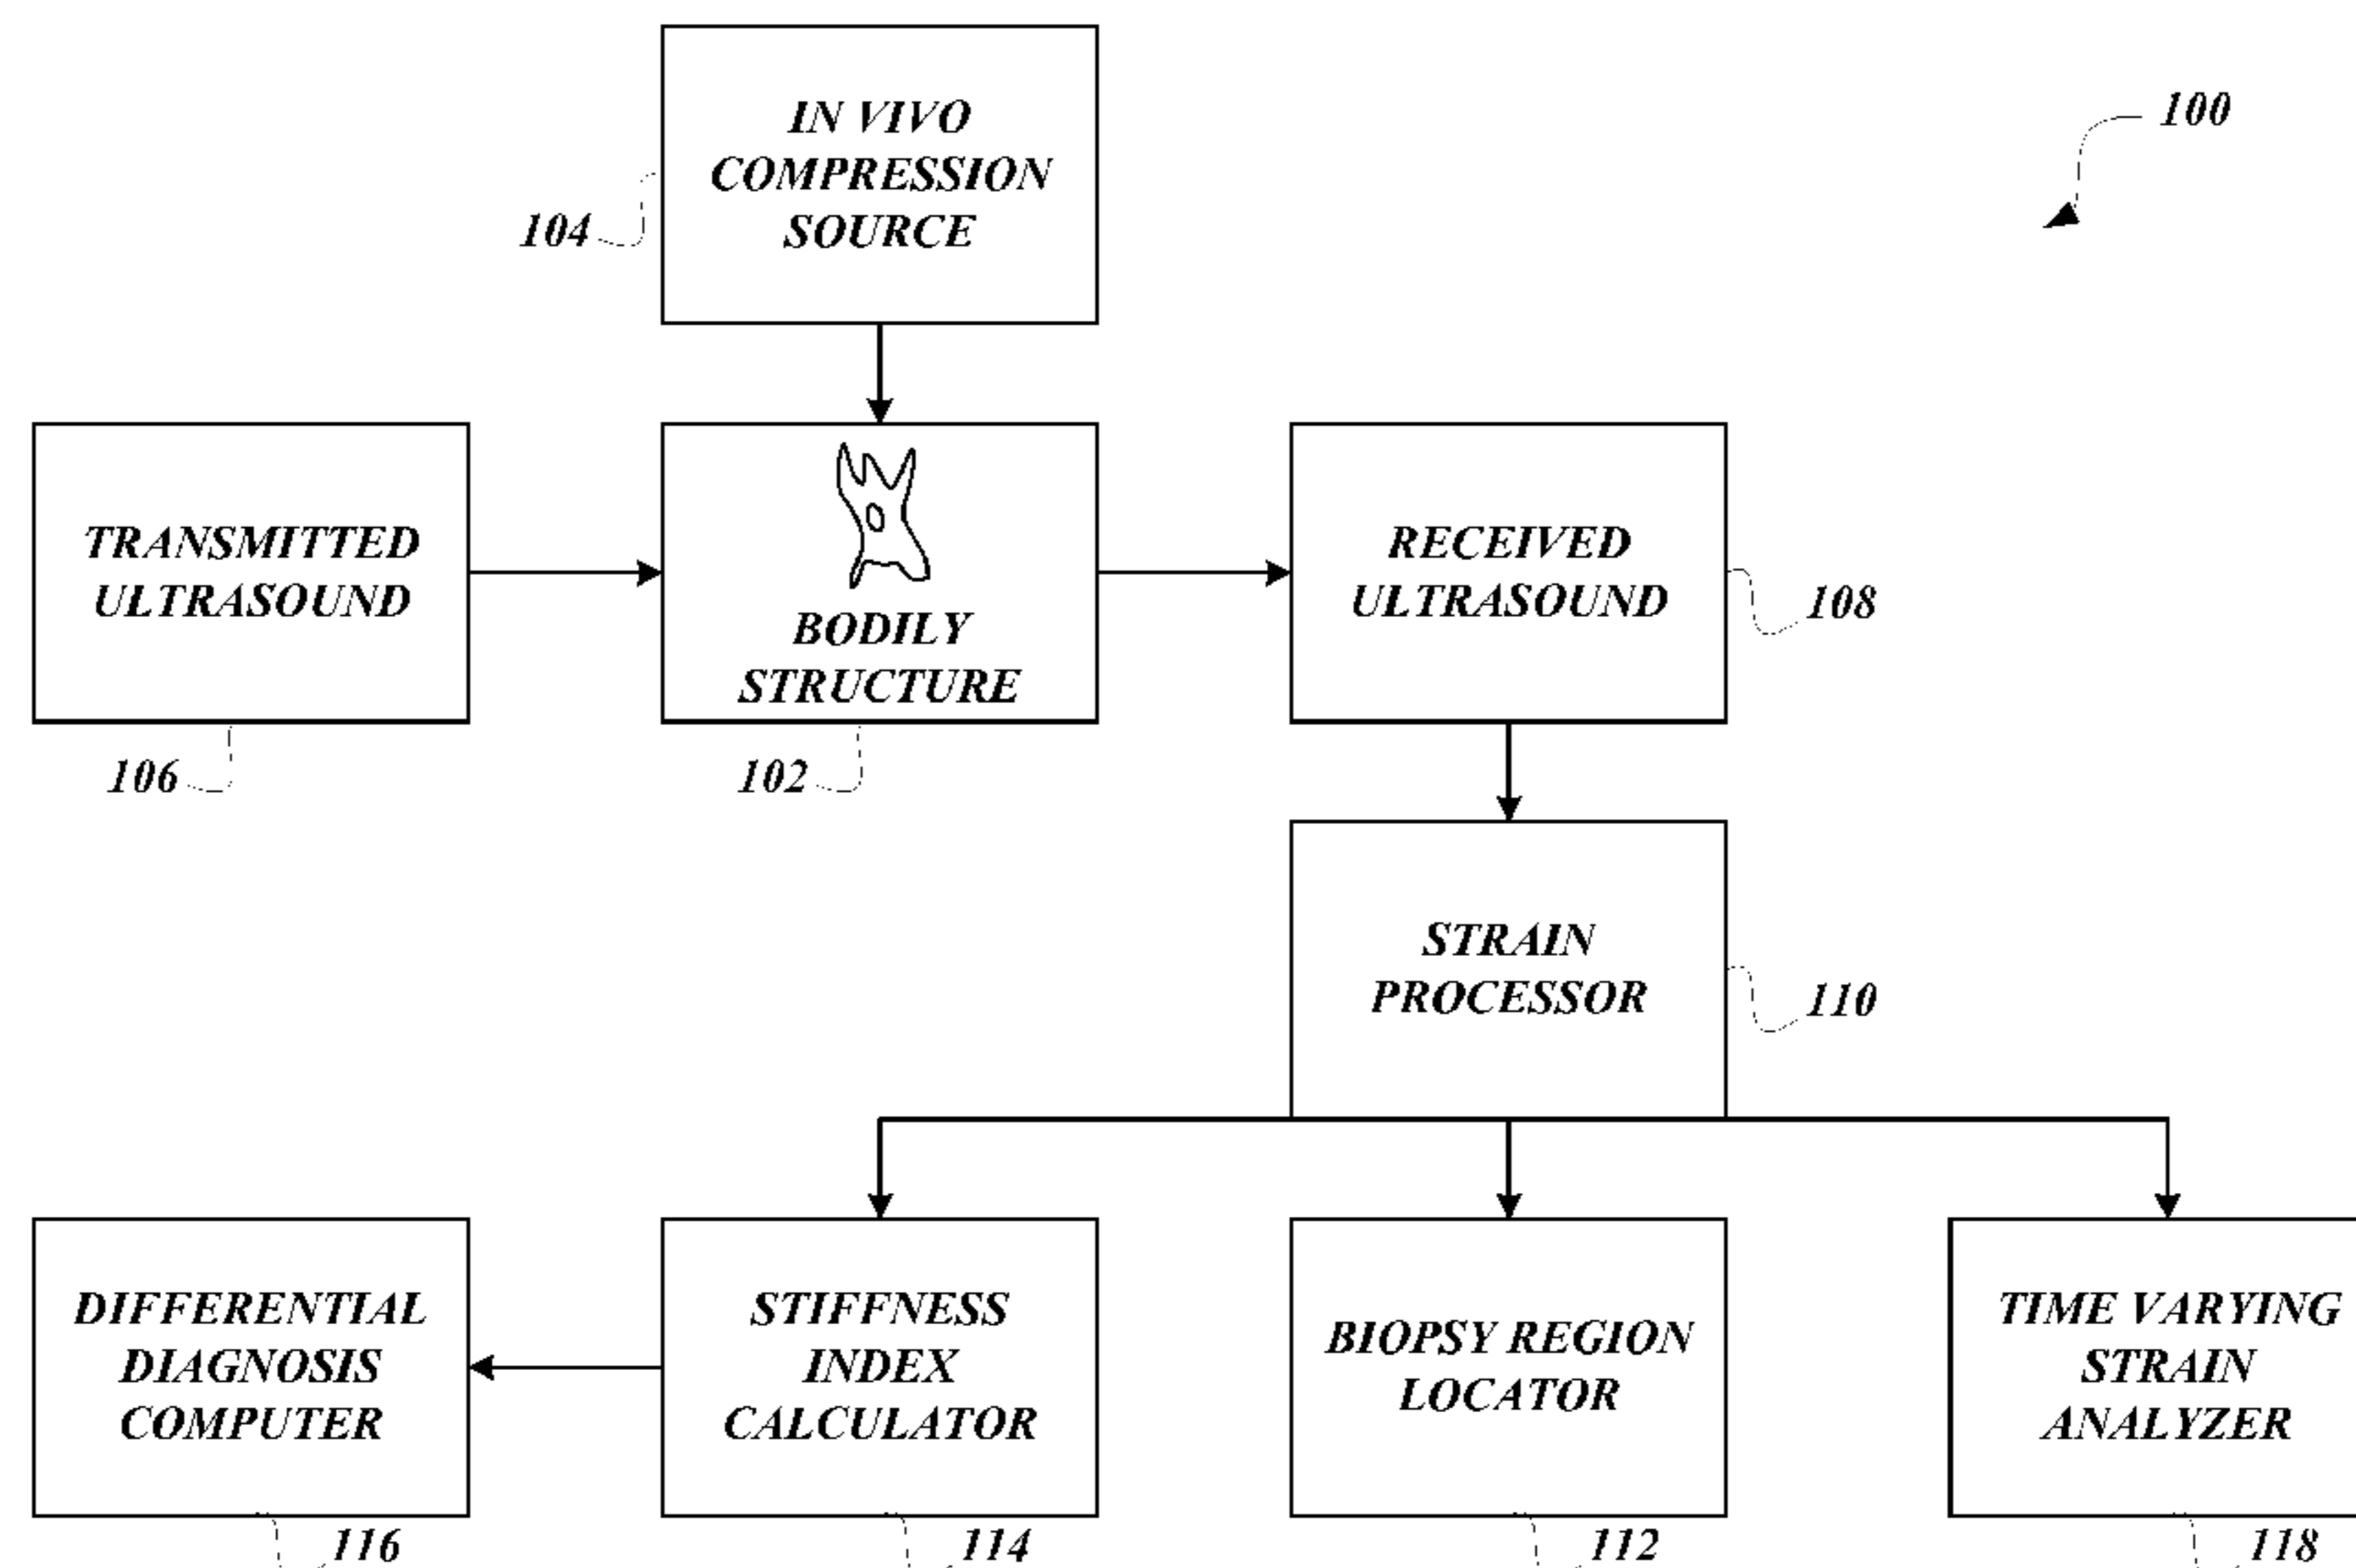 IN VIVO
COMPRESSION
SOURCE
104
100
TRANSMITTED
ULTRASOUND
106
BODILY
STRUCTURE
102
RECEIVED
ULTRASOUND
108
STRAIN
PROCESSOR
110
DIFFERENTIAL
DIAGNOSIS
COMPUTER
116
STIFFNESS
INDEX
CALCULATOR
114
BIOPSY REGION
LOCATOR
112
TIME VARYING
STRAIN
ANALYZER
118